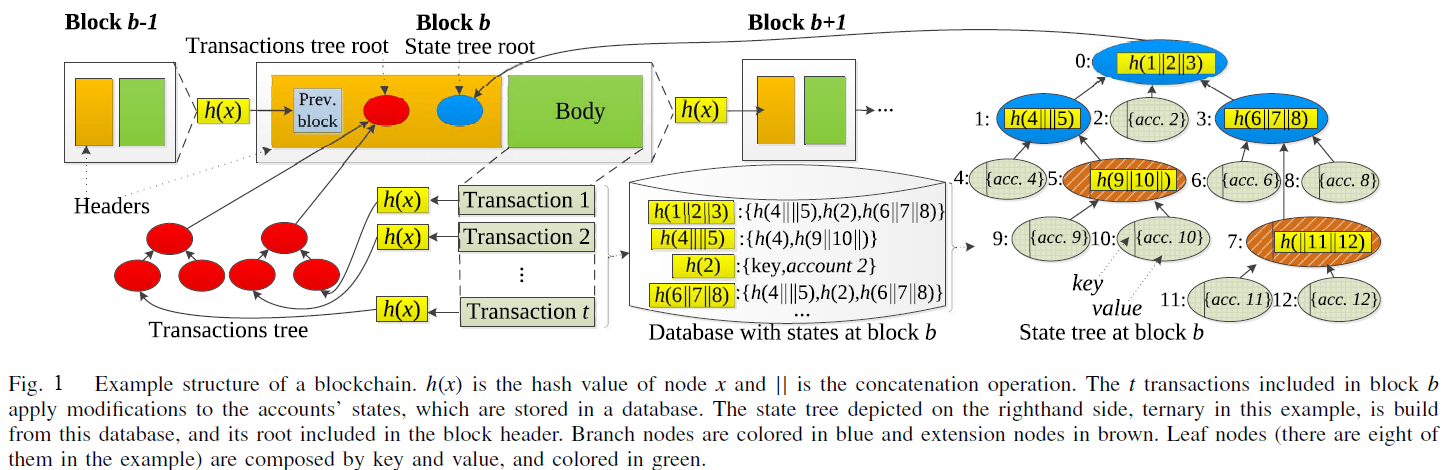 Block b-1
Block b
Block b+1
Transactions tree root
State tree root
0:
h(1||2||3)
Prev.
block
h(x)
Body
h(x)
...
1:
h(4||||5)
2:
{acc. 2}
3:
h(6||7||8)
4:
{acc. 4}
5:
h(9||10||)
6:
{acc. 6}
8:
{acc. 8}
Headers
h(x)
Transaction 1
h(x)
Transaction 2
⋮
h(x)
Transaction t
Transactions tree
h(1||2||3) :{h(4||||5),h(2),h(6||7||8)}
h(4||||5) :{h(4),h(9||10||)}
h(2) :{key,account 2}
h(6||7||8) :{h(4||||5),h(2),h(6||7||8)}
...
Database with states at block b
9:
{acc. 9}
10:
{acc. 10}
7:
h(||11||12)
key
value
11:
{acc. 11}
12:
{acc. 12}
State tree at block b
Fig. 1 Example structure of a blockchain. h(x) is the hash value of node x and || is the concatenation operation. The t transactions included in block b
apply modifications to the accounts' states, which are stored in a database. The state tree depicted on the righthand side, ternary in this example, is build
from this database, and its root included in the block header. Branch nodes are colored in blue and extension nodes in brown. Leaf nodes (there are eight of
them in the example) are composed by key and value, and colored in green.